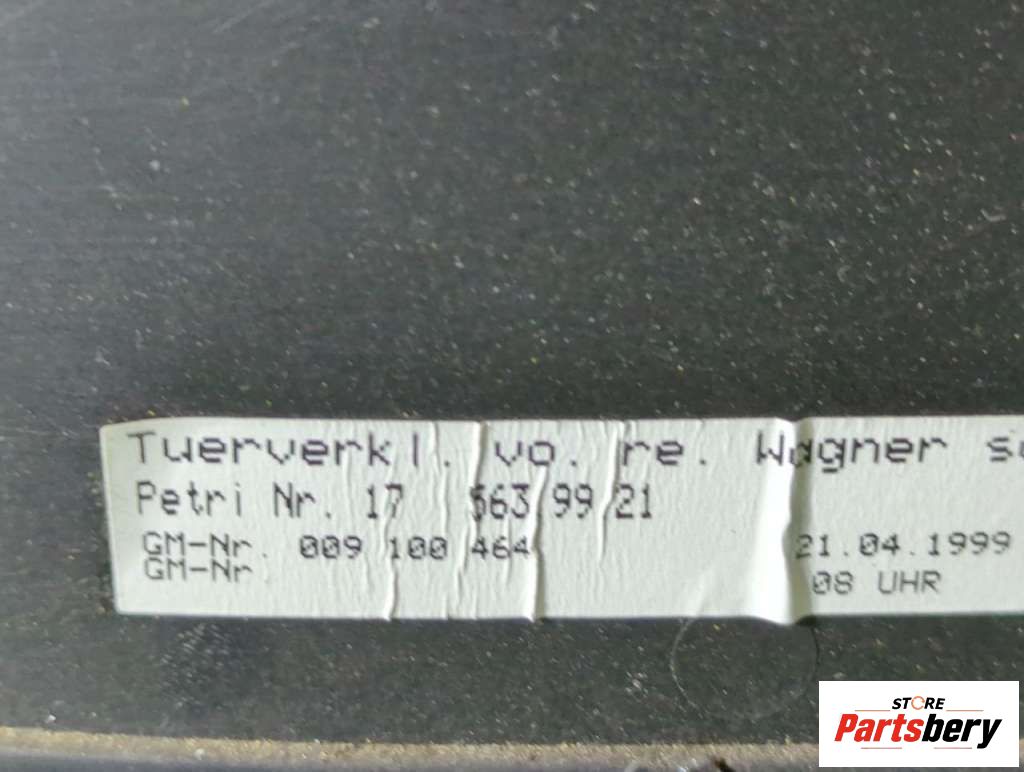 Tuerverkl. vo. re. Wagner
Petri Nr. 17 563 99 21
GM-Nr. 009 100 464 21.04.1999
GM-Nr. 08 UHR
STORE
Partsbery